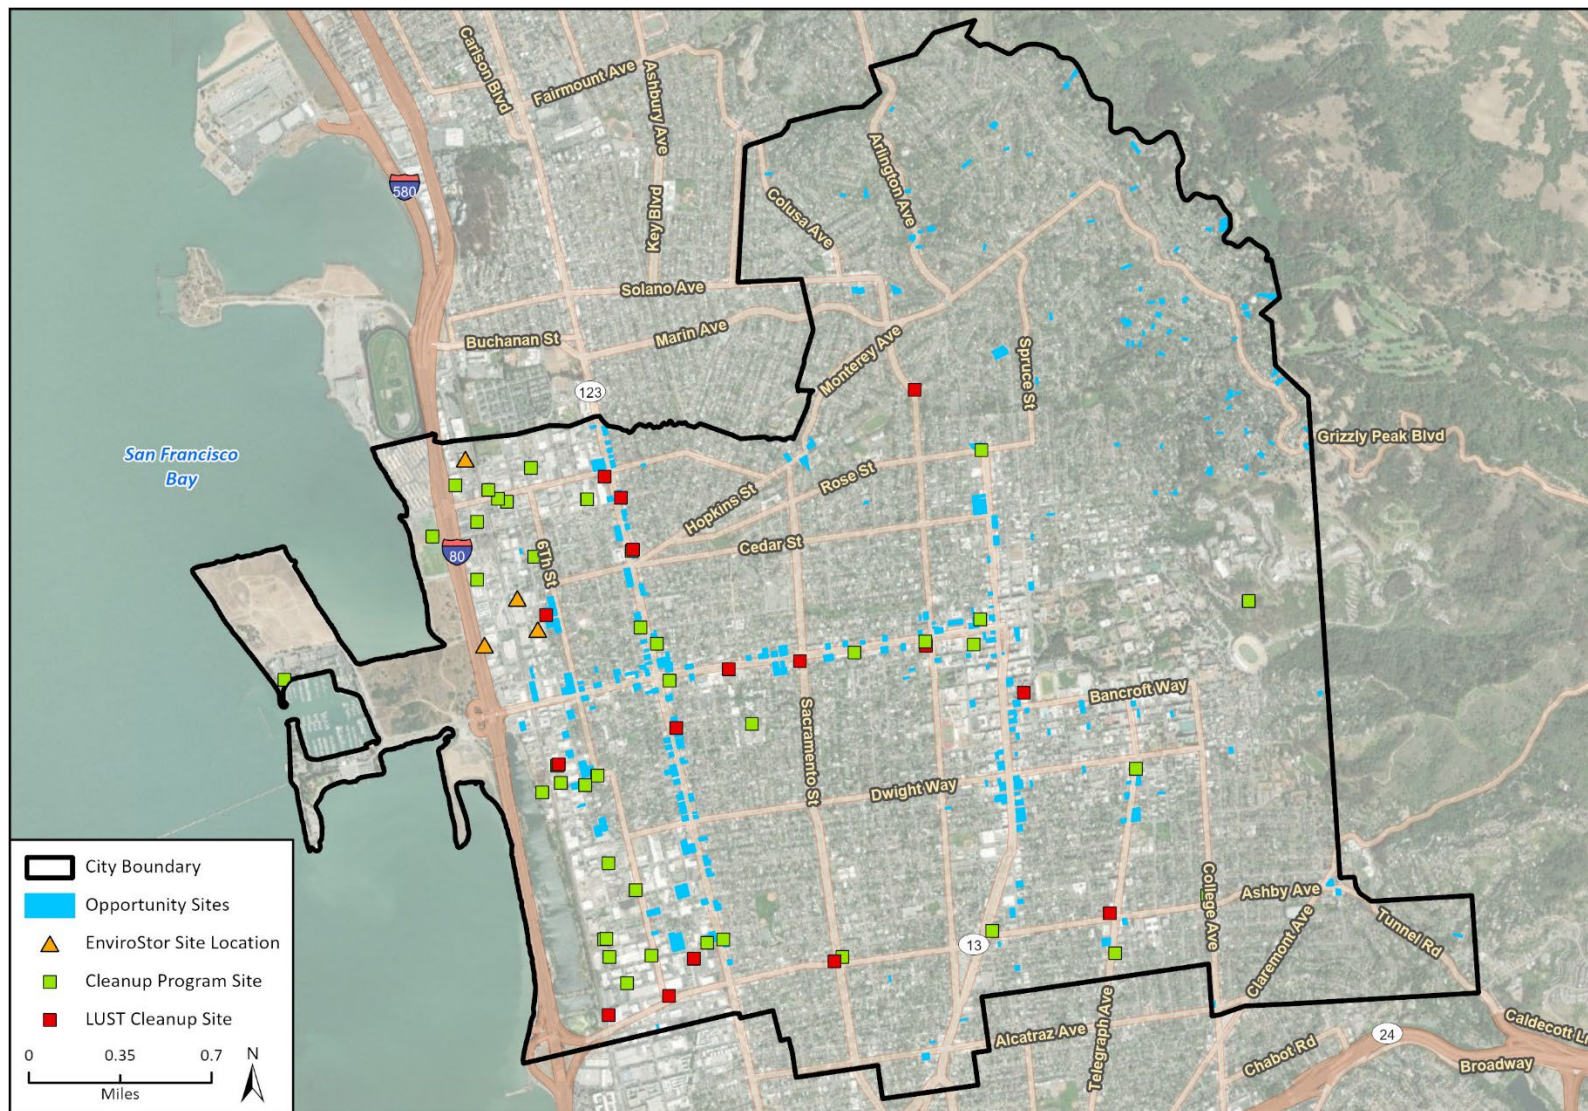 Carlson Blvd
Fairmount Ave
Ashbury Ave
580
Key Blvd
Colusa Ave
Arlington Ave
Solano Ave
Buchanan St
Marin Ave
Monterey Ave
Spruce St
123
Grizzly Peak Blvd
San Francisco
Bay
Hopkins St
Rose St
Cedar St
80
6Th St
Bancroft Way
Sacramento St
Dwight Way
College Ave
Ashby Ave
Claremont Ave
Tunnel Rd
13
Telegraph Ave
Alcatraz Ave
Chabot Rd
24
Caldecott Ln
Broadway
City Boundary
Opportunity Sites
EnviroStor Site Location
Cleanup Program Site
LUST Cleanup Site
0 0.35 0.7
Miles
N